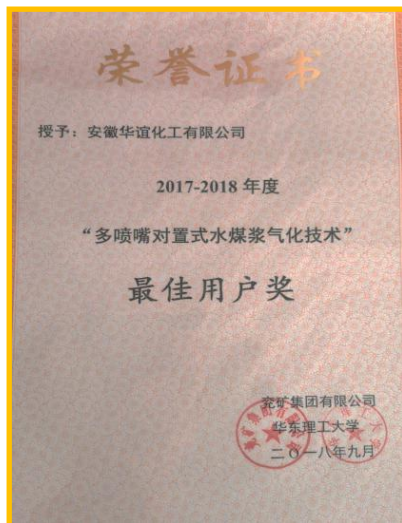 荣誉证书
授予：安徽华谊化工有限公司
2017-2018 年度
“多喷嘴对置式水煤浆气化技术”
最佳用户奖
兖矿集团有限公司
华东理工大学
二〇一八年九月